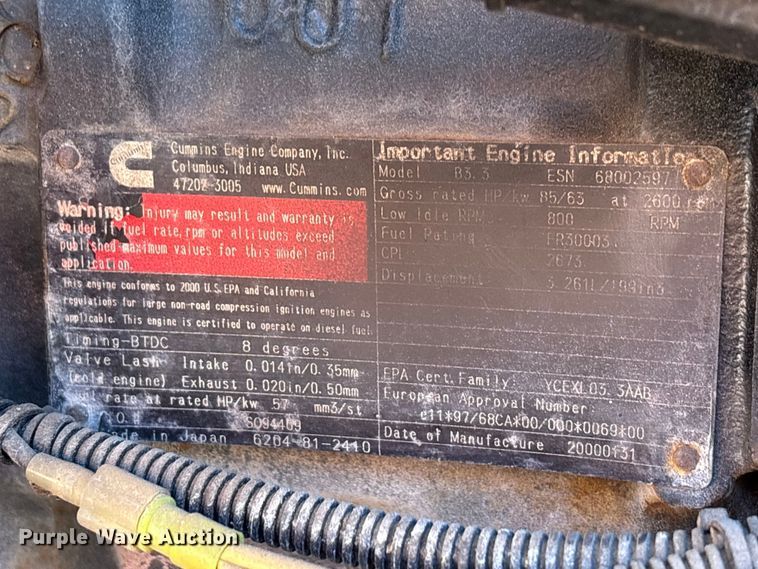 Cummins
Cummins Engine Company, Inc.
Columbus, Indiana USA
47202-3005 www.Cummins.com
Warning: Injury may result and warranty is
voided if fuel rate, rpm or altitudes exceed
published maximum values for this model and
application.
This engine conforms to 2000 U.S.EPA and California
regulations for large non-road compression ignition engines as
applicable. This engine is certified to operate on diesel fuel.
Timing-BTDC 8 degrees
Valve Lash Intake 0.014in/0.35mm
(cold engine) Exhaust 0.020in/0.50mm
Fuel rate at rated HP/kw 57 mm3/st
S.O. SO94409
Made in Japan 6204-81-2410
Important Engine Information
Model B3.3 ESN 68002597
Gross rated HP/kw 85/63 at 2600 rpm
Low Idle RPM 800 RPM
Fuel Rating FR30003
CPL 2673
Displacement 3.261L/199in3
EPA Cert.Family: YCEXL03.3AAB
European Approval Number:
e11*97/68CA*00/000*0069*00
Date of Manufacture 20000131
Purple Wave Auction